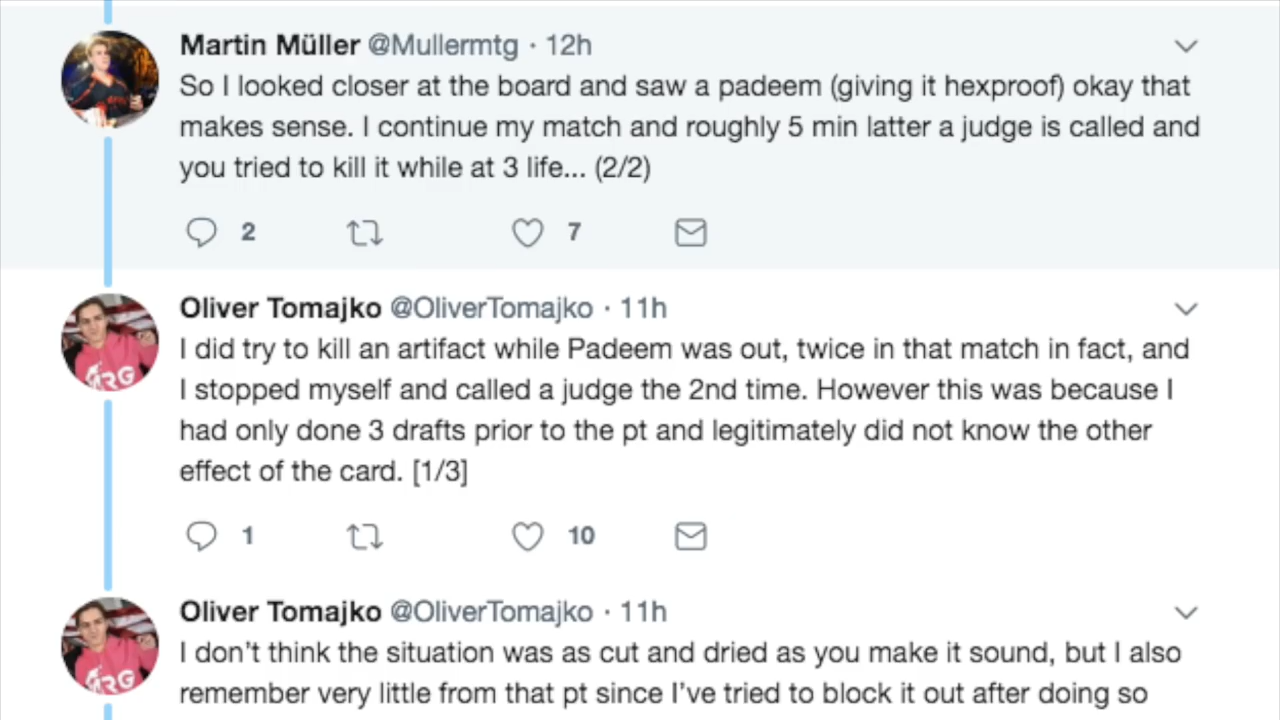 Martin Müller @Mullermtg · 12h
So I looked closer at the board and saw a padeem (giving it hexproof) okay that
makes sense. I continue my match and roughly 5 min latter a judge is called and
you tried to kill it while at 3 life... (2/2)
2 7
Oliver Tomajko @OliverTomajko · 11h
I did try to kill an artifact while Padeem was out, twice in that match in fact, and
I stopped myself and called a judge the 2nd time. However this was because I
had only done 3 drafts prior to the pt and legitimately did not know the other
effect of the card. [1/3]
1 10
Oliver Tomajko @OliverTomajko · 11h
I don’t think the situation was as cut and dried as you make it sound, but I also
remember very little from that pt since I’ve tried to block it out after doing so